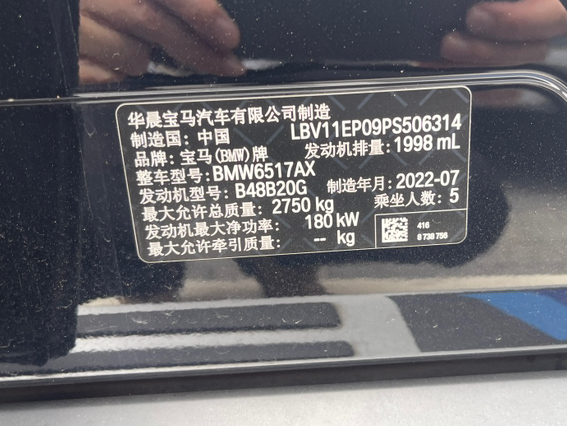 华晨宝马汽车有限公司制造
制造国：中国 LBV11EP09PS506314
品牌：宝马(BMW)牌 发动机排量：1998 mL
整车型号：BMW6517AX
发动机型号：B48B20G 制造年月：2022-07
最大允许总质量：2750 kg 乘坐人数：5
发动机最大净功率：180 kW
最大允许牵引质量：-- kg
416
8 738 756